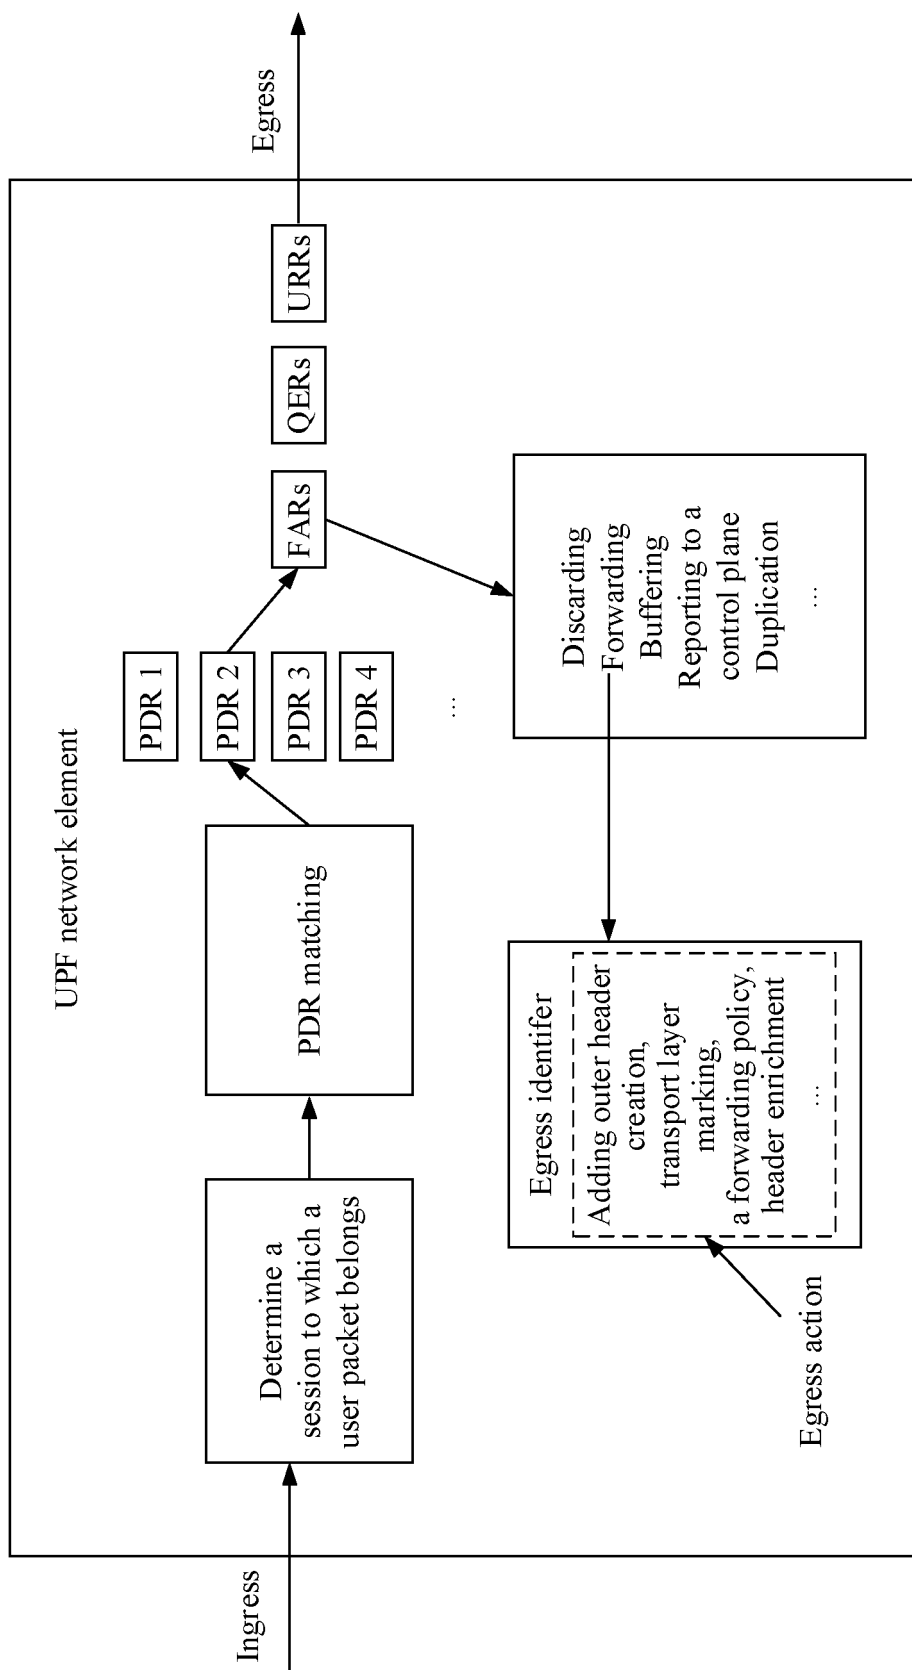 UPF network element
Ingress
Determine a
session to which a
user packet belongs
PDR matching
PDR 1
PDR 2
PDR 3
PDR 4
...
FARs
QERs
URRs
Egress
Egress identifer
Adding outer header
creation,
transport layer
marking,
a forwarding policy,
header enrichment
...
Egress action
Discarding
Forwarding
Buffering
Reporting to a
control plane
Duplication
...